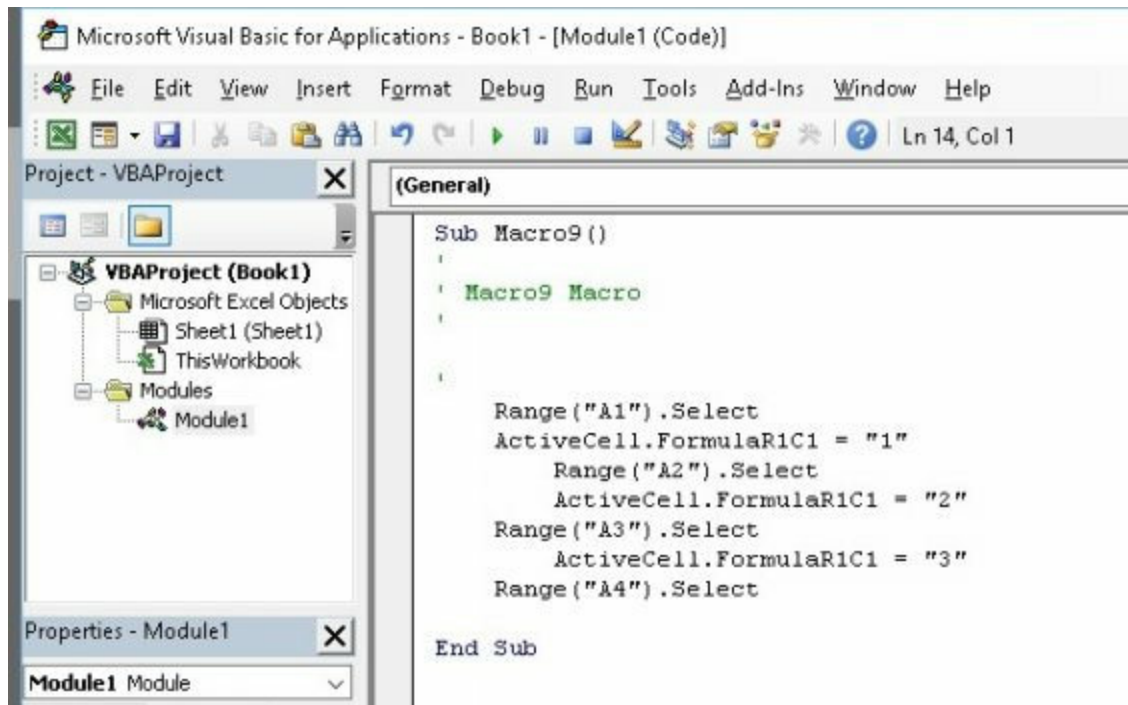 Microsoft Visual Basic for Applications - Book1 - [Module1 (Code)]
File Edit View Insert Format Debug Run Tools Add-Ins Window Help
Ln 14, Col 1
Project - VBAProject
(General)
VBAProject (Book1)
Microsoft Excel Objects
Sheet1 (Sheet1)
ThisWorkbook
Modules
Module1
Sub Macro9()
'
' Macro9 Macro
'
'
Range("A1").Select
ActiveCell.FormulaR1C1 = "1"
Range("A2").Select
ActiveCell.FormulaR1C1 = "2"
Range("A3").Select
ActiveCell.FormulaR1C1 = "3"
Range("A4").Select
End Sub
Properties - Module1
Module1 Module